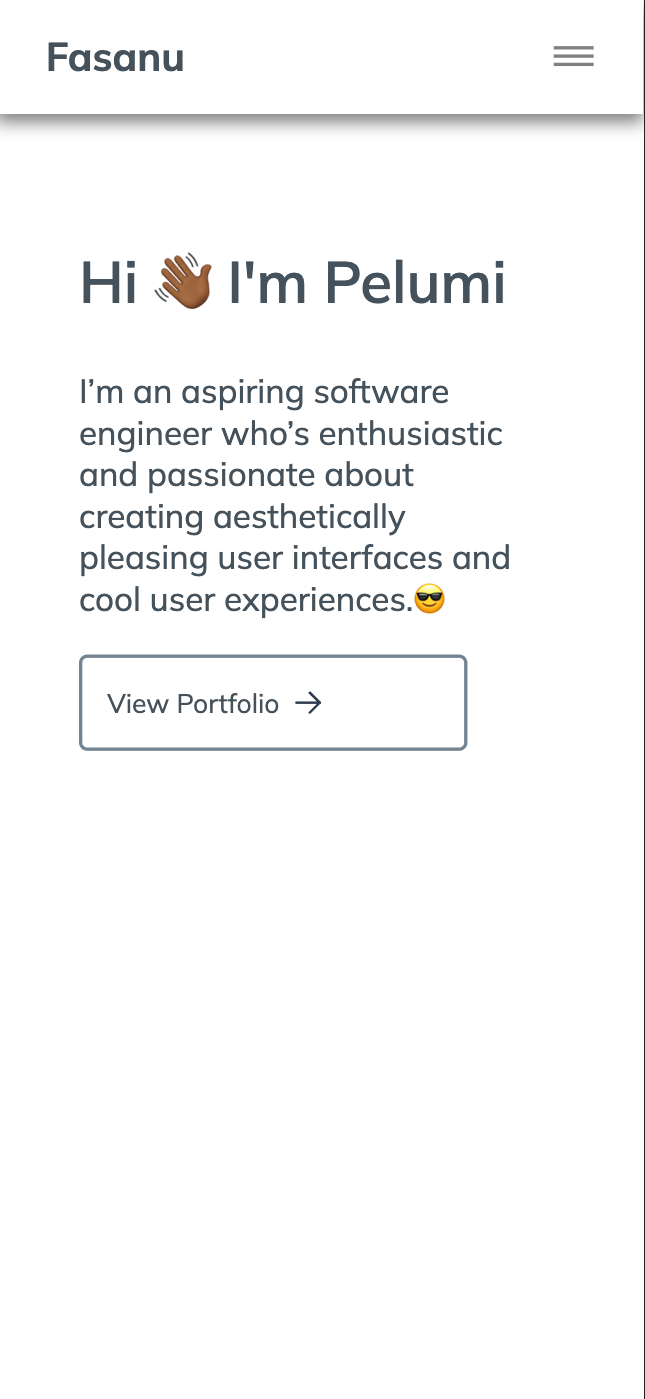 Fasanu
Hi 👋🏾 I'm Pelumi
I’m an aspiring software
engineer who’s enthusiastic
and passionate about
creating aesthetically
pleasing user interfaces and
cool user experiences.😎
View Portfolio →